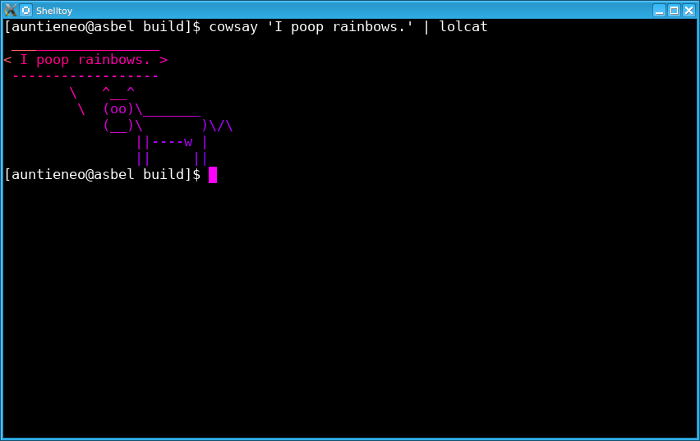 Shelltoy
[auntieneo@asbel build]$ cowsay 'I poop rainbows.' | lolcat
 __________________
< I poop rainbows. >
 ------------------
        \   ^__^
         \  (oo)\_______
            (__)\       )\/\
                ||----w |
                ||     ||
[auntieneo@asbel build]$